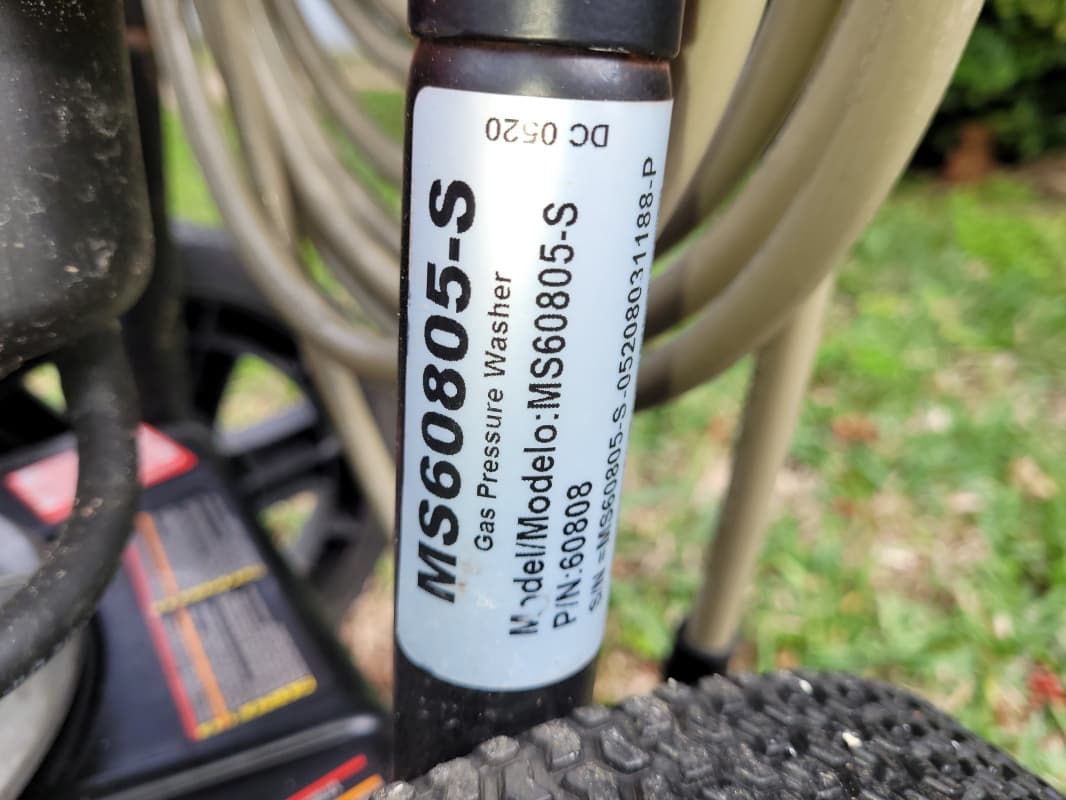 DC 0520
MS60805-S
Gas Pressure Washer
Model/Modelo:MS60805-S
P/N:60808
S/N =MS60805-S-05208031188-P